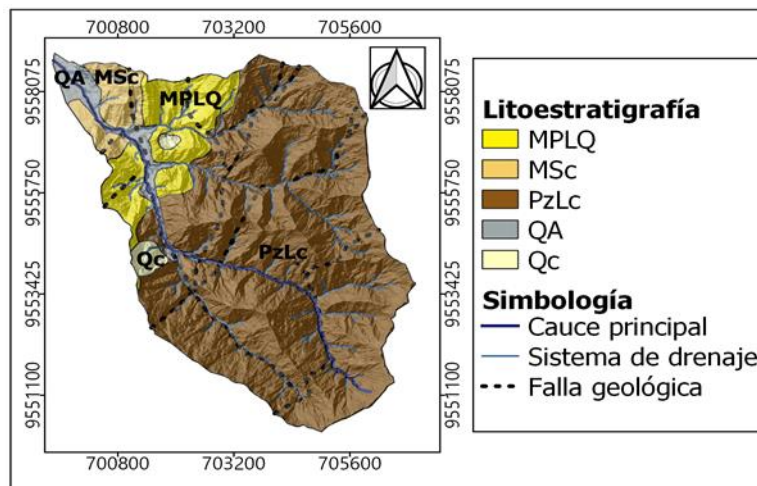 700800 703200 705600
9558075
9555750
9553425
9551100
QA
MSc
MPLQ
Qc
PzLc
9558075
9555750
9553425
9551100
700800 703200 705600
Litoestratigrafía
MPLQ
MSc
PzLc
QA
Qc
Simbología
Cauce principal
Sistema de drenaje
Falla geológica